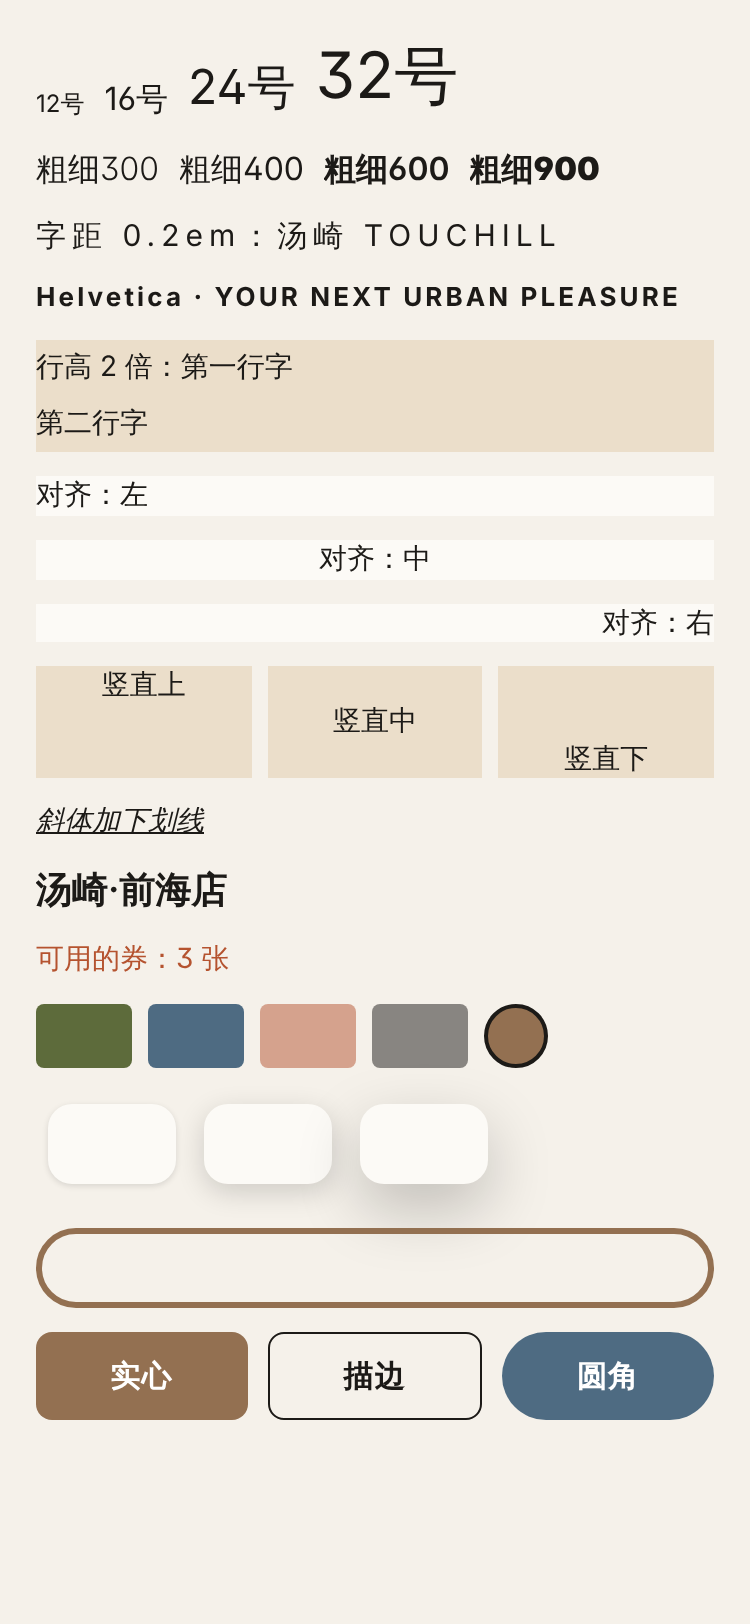 12号 16号 24号 32号
粗细300 粗细400 粗细600 粗细900
字距 0.2em：汤崎 TOUCHILL
Helvetica · YOUR NEXT URBAN PLEASURE
行高 2 倍：第一行字
第二行字
对齐：左
对齐：中
对齐：右
竖直上 竖直中 竖直下
斜体加下划线
汤崎·前海店
可用的券：3 张
实心 描边 圆角